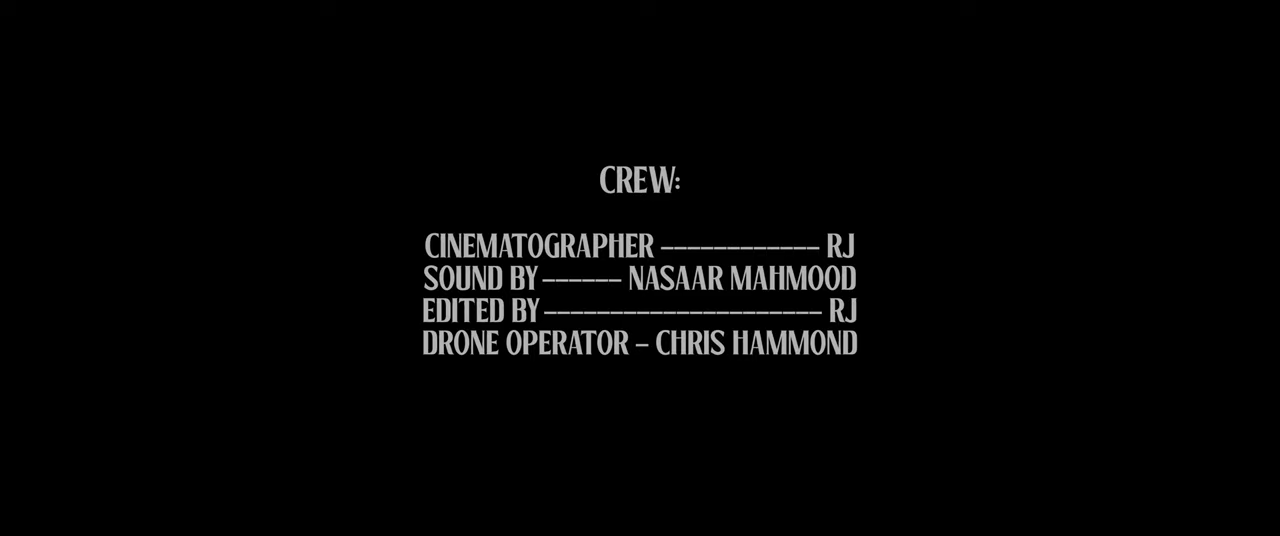 CREW:
CINEMATOGRAPHER ------------ RJ
SOUND BY ------ NASAAR MAHMOOD
EDITED BY --------------------- RJ
DRONE OPERATOR - CHRIS HAMMOND